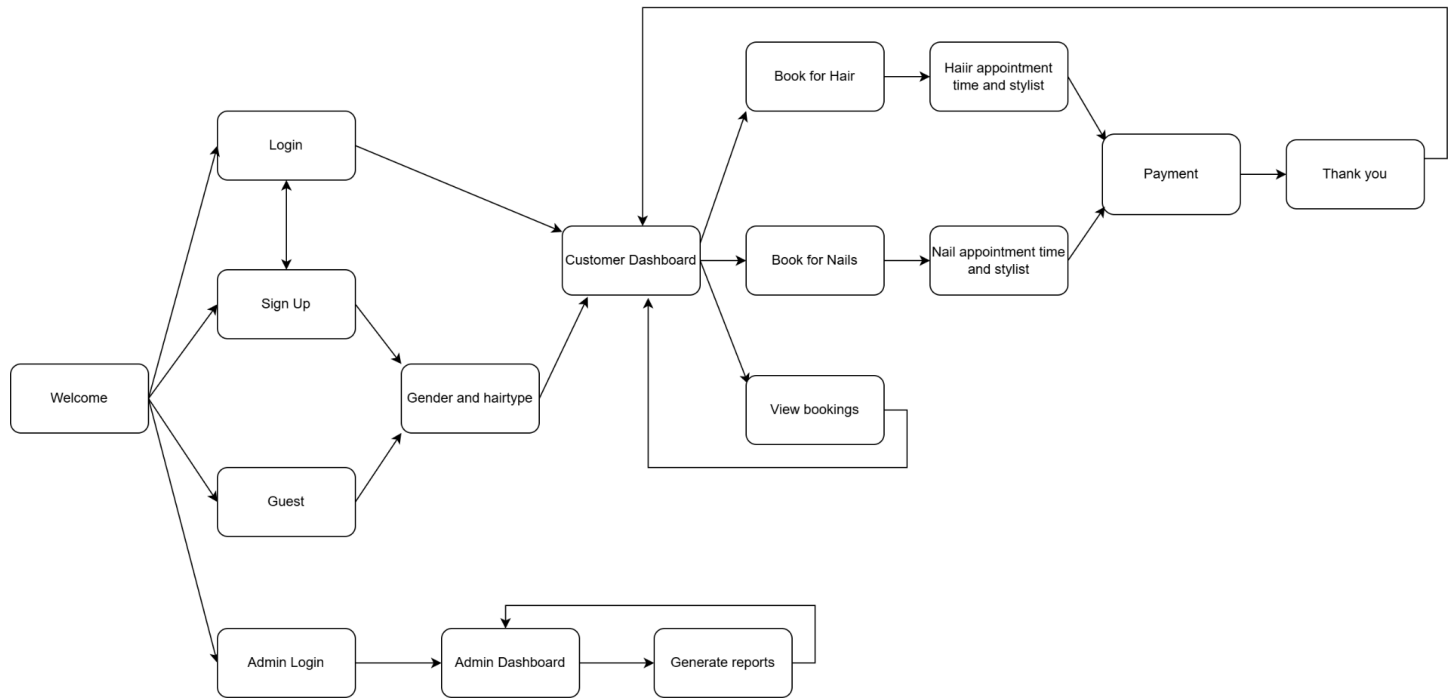 Book for Hair
Haiir appointment
time and stylist
Login
Payment
Thank you
Customer Dashboard
Book for Nails
Nail appointment time
and stylist
Sign Up
Welcome
Gender and hairtype
View bookings
Guest
Admin Login
Admin Dashboard
Generate reports